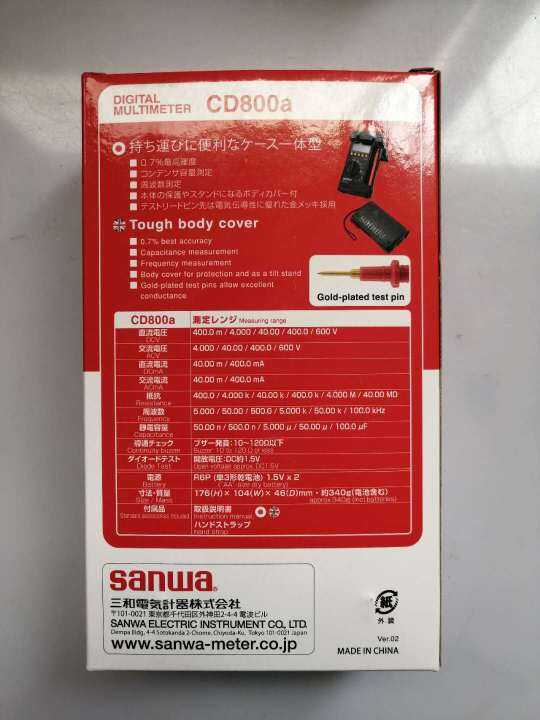 DIGITAL
MULTIMETER CD800a
持ち運びに便利なケース一体型
■ 0.7%最高確度
■ コンデンサ容量測定
■ 周波数測定
■ 本体の保護やスタンドになるボディカバー付
■ テストリードピン先は電気伝導性に優れた金メッキ採用
Tough body cover
■ 0.7% best accuracy
■ Capacitance measurement
■ Frequency measurement
■ Body cover for protection and as a tilt stand
■ Gold-plated test pins allow excellent
conductance
Gold-plated test pin
CD800a 測定レンジ Measuring range
直流電圧 400.0 m / 4.000 / 40.00 / 400.0 / 600 V
DCV
交流電圧 4.000 / 40.00 / 400.0 / 600 V
ACV
直流電流 40.00 m / 400.0 mA
DCmA
交流電流 40.00 m / 400.0 mA
ACmA
抵抗 400.0 / 4.000 k / 40.00 k / 400.0 k / 4.000 M / 40.00 MΩ
Resistance
周波数 5.000 / 50.00 / 500.0 / 5.000 k / 50.00 k / 100.0 kHz
Frequency
静電容量 50.00 n / 500.0 n / 5.000 μ / 50.00 μ / 100.0 μF
Capacitance
導通チェック ブザー発音:10~120Ω以下
Continuity buzzer Buzzer 10 to 120 Ω or less
ダイオードテスト 開放電圧:DC約1.5V
Diode Test Open voltage approx. DC1.5V
電源 R6P (単3形乾電池) 1.5V x 2
Battery ("AA"-size dry battery)
寸法・質量 176(H) × 104(W) × 46(D)mm・約340g(電池含む)
Size / Mass approx 340g (incl.batteries)
付属品 取扱説明書
Standard accessories included Instruction manual
ハンドストラップ
hand strap
sanwa®
三和電気計器株式会社
〒101-0021 東京都千代田区外神田2-4-4 電波ビル
SANWA ELECTRIC INSTRUMENT CO., LTD.
Dempa Bldg, 4-4 Sotokanda 2-Chome, Chiyoda-Ku, Tokyo 101-0021 Japan
www.sanwa-meter.co.jp
紙
外装
Ver.02
MADE IN CHINA